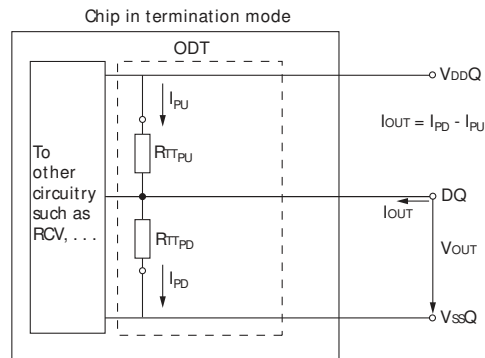 Chip in termination mode
ODT
VDDQ
IPU
IOUT = IPD - IPU
To
other
circuitry
such as
RCV, . . .
RTTPU
DQ
IOUT
RTTPD
VOUT
IPD
VSSQ